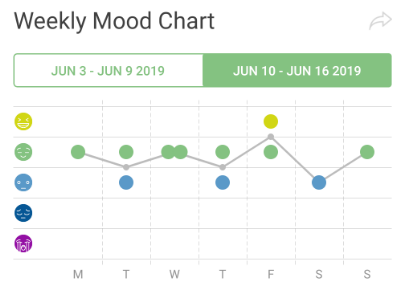 Weekly Mood Chart
JUN 3 - JUN 9 2019 JUN 10 - JUN 16 2019
M T W T F S S